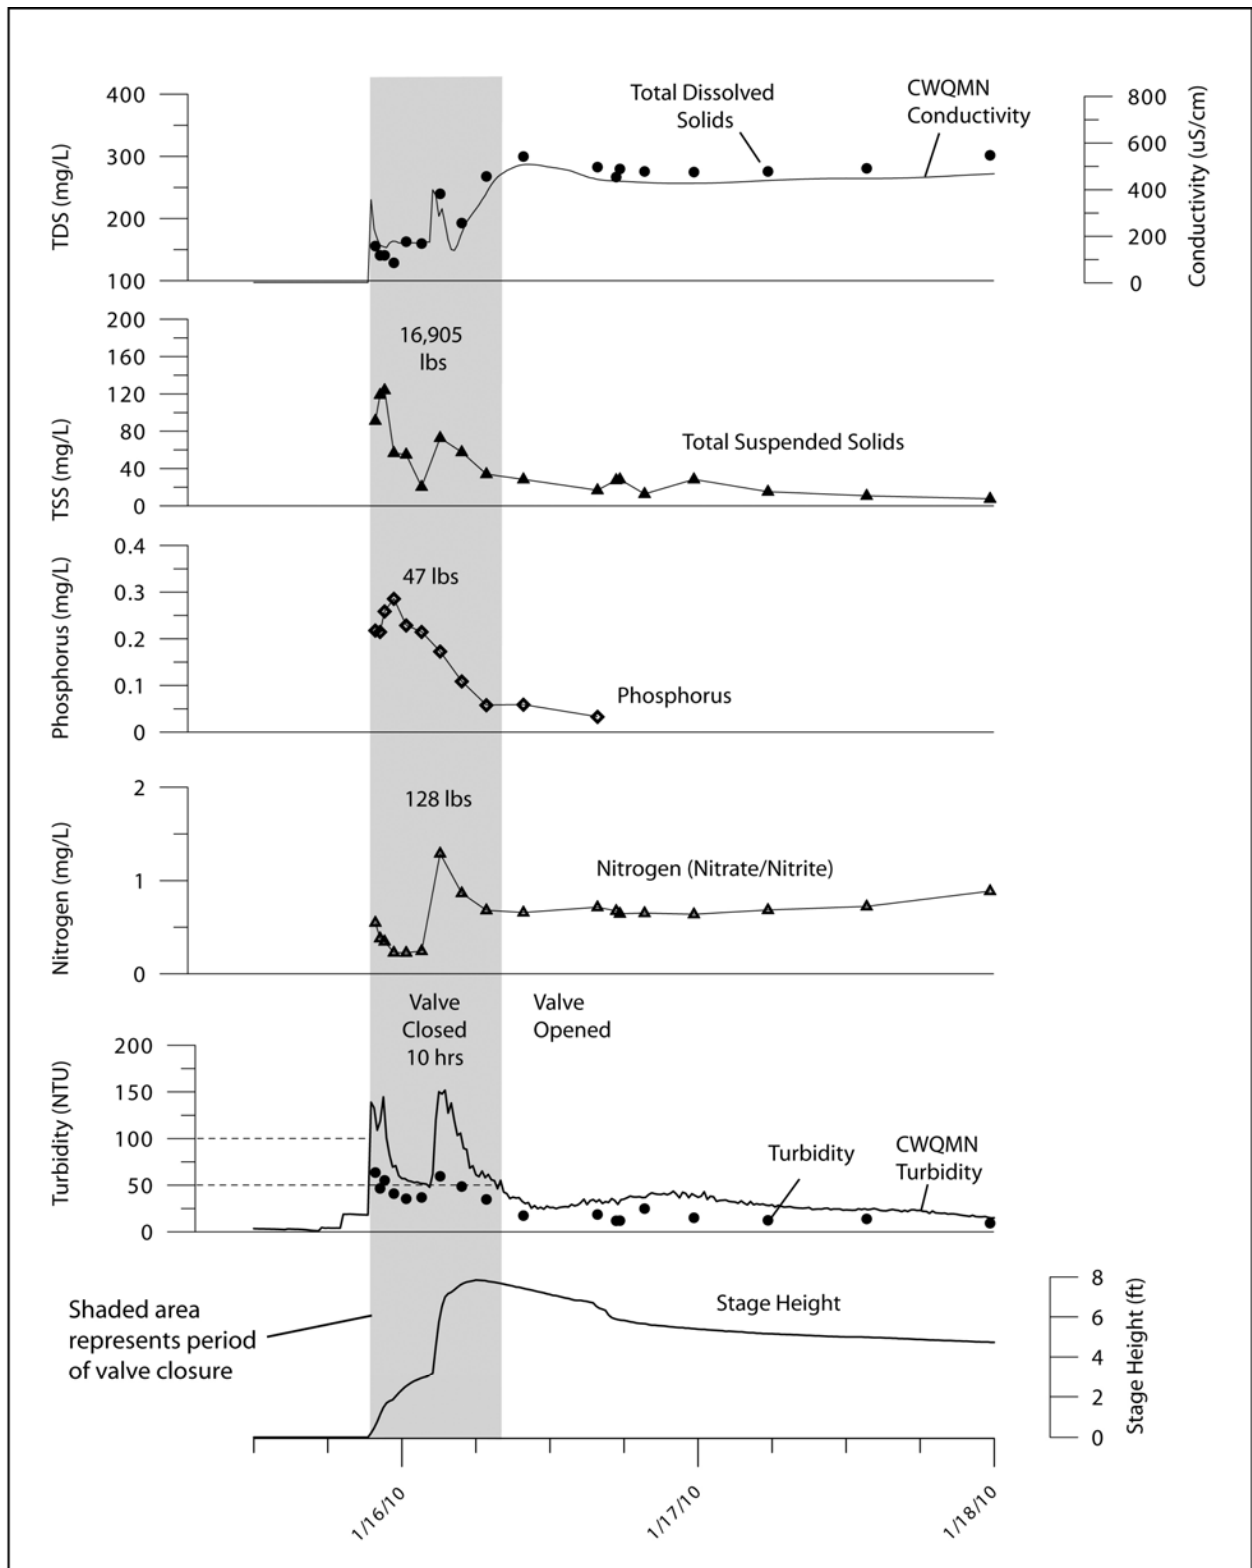 Total Dissolved
Solids
CWQMN
Conductivity
TDS (mg/L)
400
300
200
100
800
600
400
200
0
Conductivity (uS/cm)
TSS (mg/L)
200
160
120
80
40
0
16,905
lbs
Total Suspended Solids
Phosphorus (mg/L)
0.4
0.3
0.2
0.1
0
47 lbs
Phosphorus
Nitrogen (mg/L)
2
1
0
128 lbs
Nitrogen (Nitrate/Nitrite)
Valve
Closed
10 hrs
Valve
Opened
Turbidity (NTU)
200
150
100
50
0
Turbidity
CWQMN
Turbidity
Shaded area
represents period
of valve closure
Stage Height
8
6
4
2
0
Stage Height (ft)
1/16/10
1/17/10
1/18/10